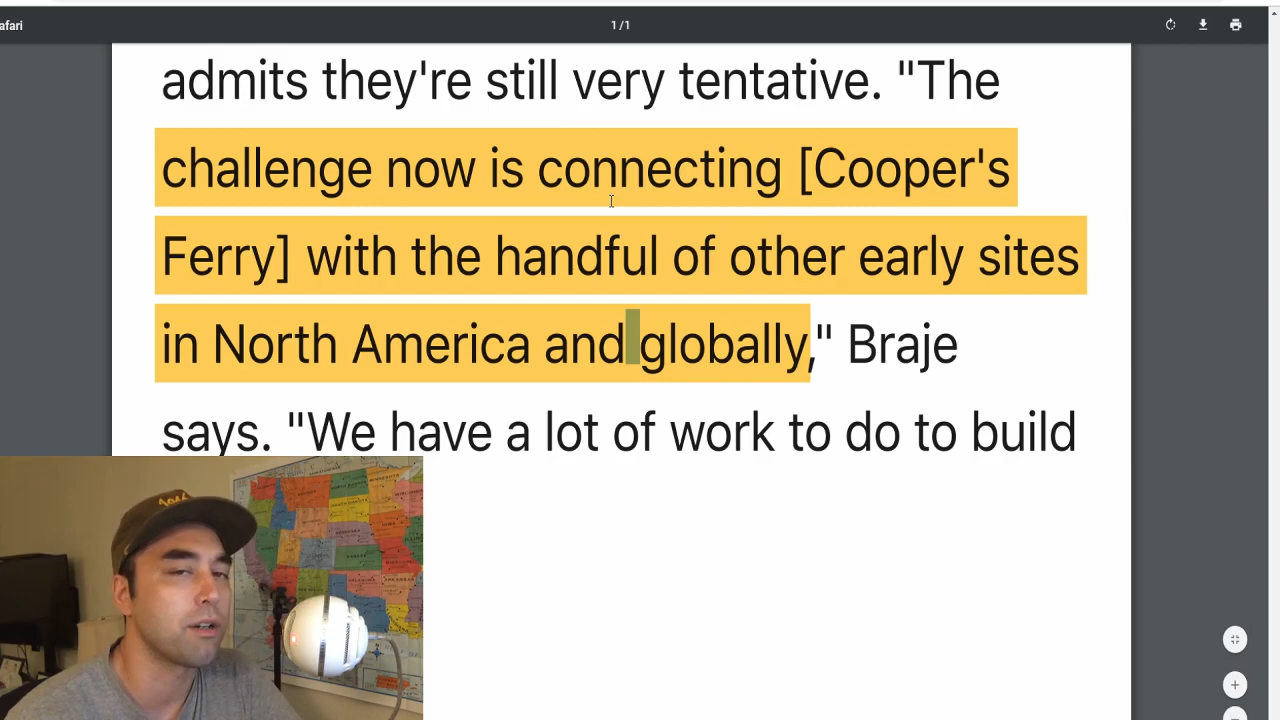 afari
1 / 1
admits they're still very tentative. "The
challenge now is connecting [Cooper's
Ferry] with the handful of other early sites
in North America and globally," Braje
says. "We have a lot of work to do to build